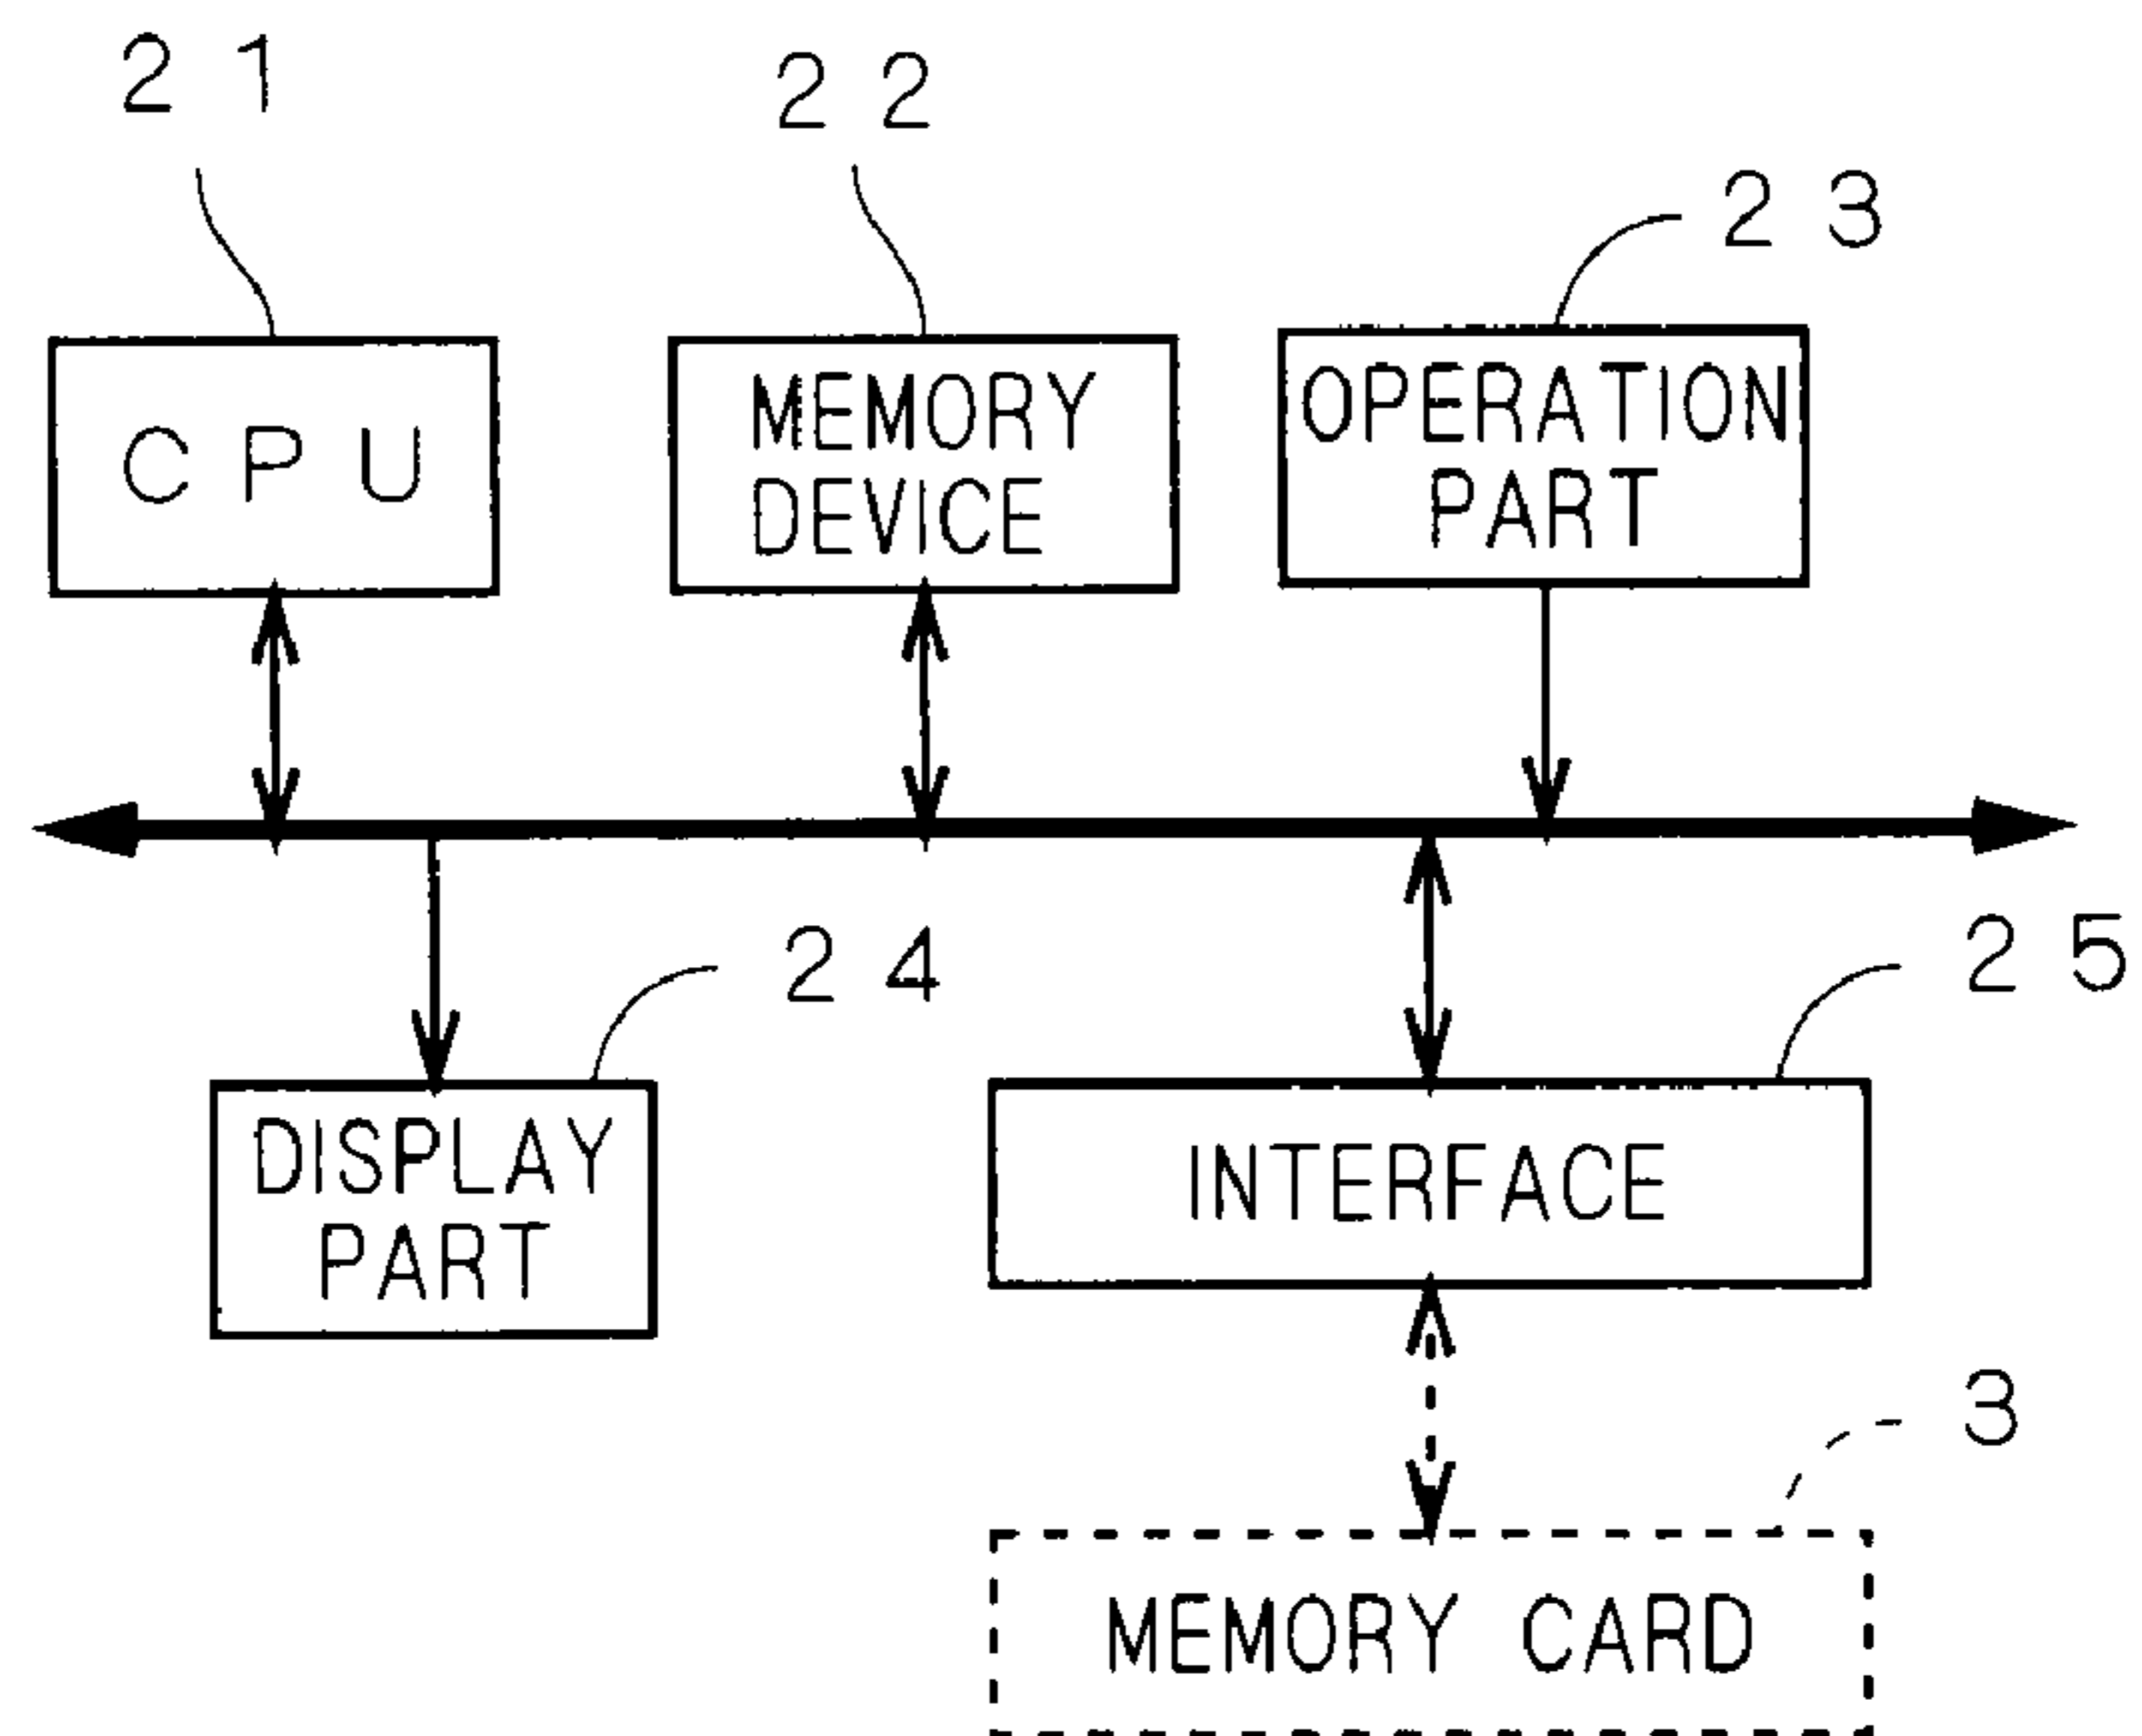 21
22
23
CPU
MEMORY
DEVICE
OPERATION
PART
24
25
DISPLAY
PART
INTERFACE
3
MEMORY CARD